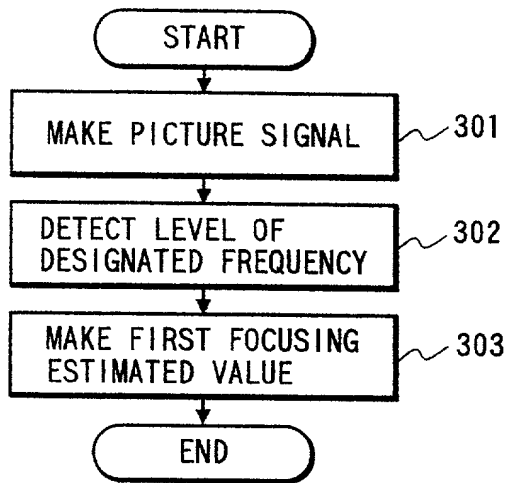 START
MAKE PICTURE SIGNAL
301
DETECT LEVEL OF
DESIGNATED FREQUENCY
302
MAKE FIRST FOCUSING
ESTIMATED VALUE
303
END